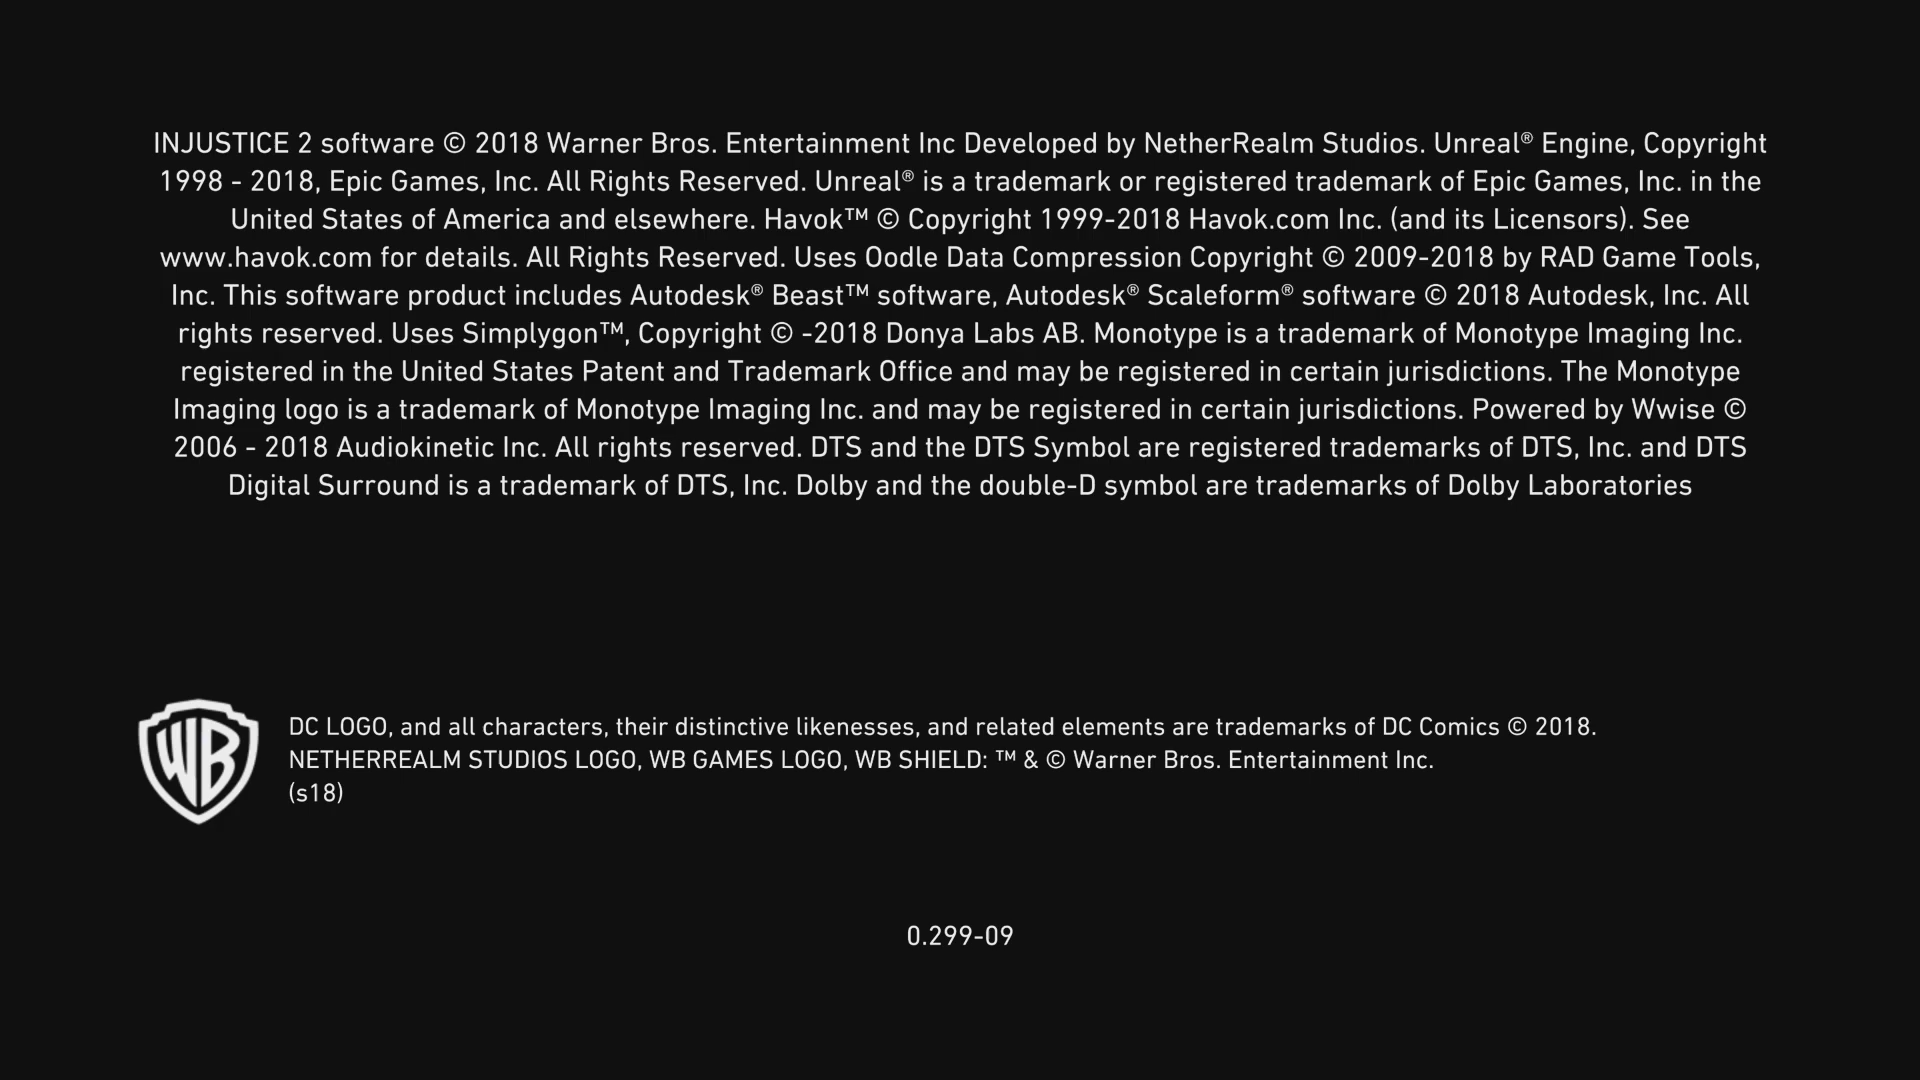 INJUSTICE 2 software © 2018 Warner Bros. Entertainment Inc Developed by NetherRealm Studios. Unreal® Engine, Copyright
1998 - 2018, Epic Games, Inc. All Rights Reserved. Unreal® is a trademark or registered trademark of Epic Games, Inc. in the
United States of America and elsewhere. Havok™ © Copyright 1999-2018 Havok.com Inc. (and its Licensors). See
www.havok.com for details. All Rights Reserved. Uses Oodle Data Compression Copyright © 2009-2018 by RAD Game Tools,
Inc. This software product includes Autodesk® Beast™ software, Autodesk® Scaleform® software © 2018 Autodesk, Inc. All
rights reserved. Uses Simplygon™, Copyright © -2018 Donya Labs AB. Monotype is a trademark of Monotype Imaging Inc.
registered in the United States Patent and Trademark Office and may be registered in certain jurisdictions. The Monotype
Imaging logo is a trademark of Monotype Imaging Inc. and may be registered in certain jurisdictions. Powered by Wwise ©
2006 - 2018 Audiokinetic Inc. All rights reserved. DTS and the DTS Symbol are registered trademarks of DTS, Inc. and DTS
Digital Surround is a trademark of DTS, Inc. Dolby and the double-D symbol are trademarks of Dolby Laboratories
WB
DC LOGO, and all characters, their distinctive likenesses, and related elements are trademarks of DC Comics © 2018.
NETHERREALM STUDIOS LOGO, WB GAMES LOGO, WB SHIELD: ™ & © Warner Bros. Entertainment Inc.
(s18)
0.299-09